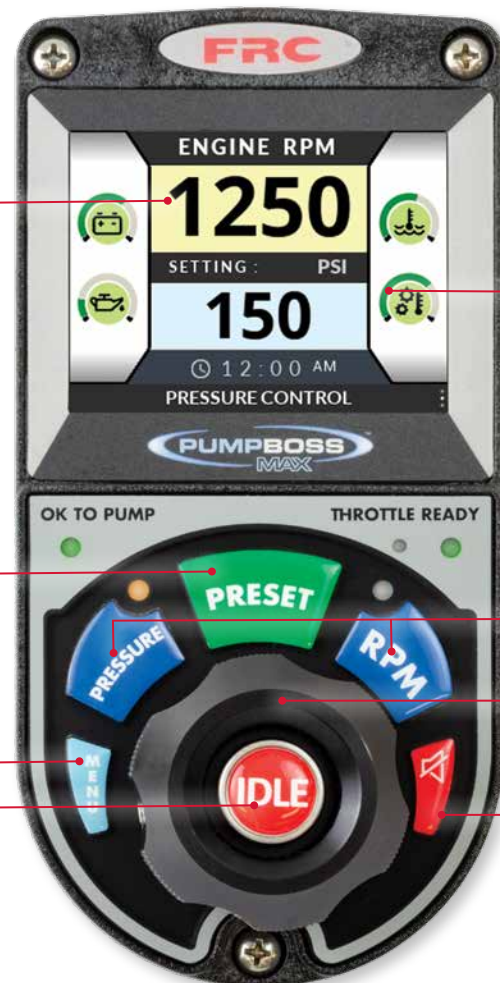 FRC
ENGINE RPM
1250
SETTING : PSI
150
12:00 AM
PRESSURE CONTROL
PUMPBOSS
MAX
OK TO PUMP THROTTLE READY
PRESET
PRESSURE RPM
MENU
IDLE